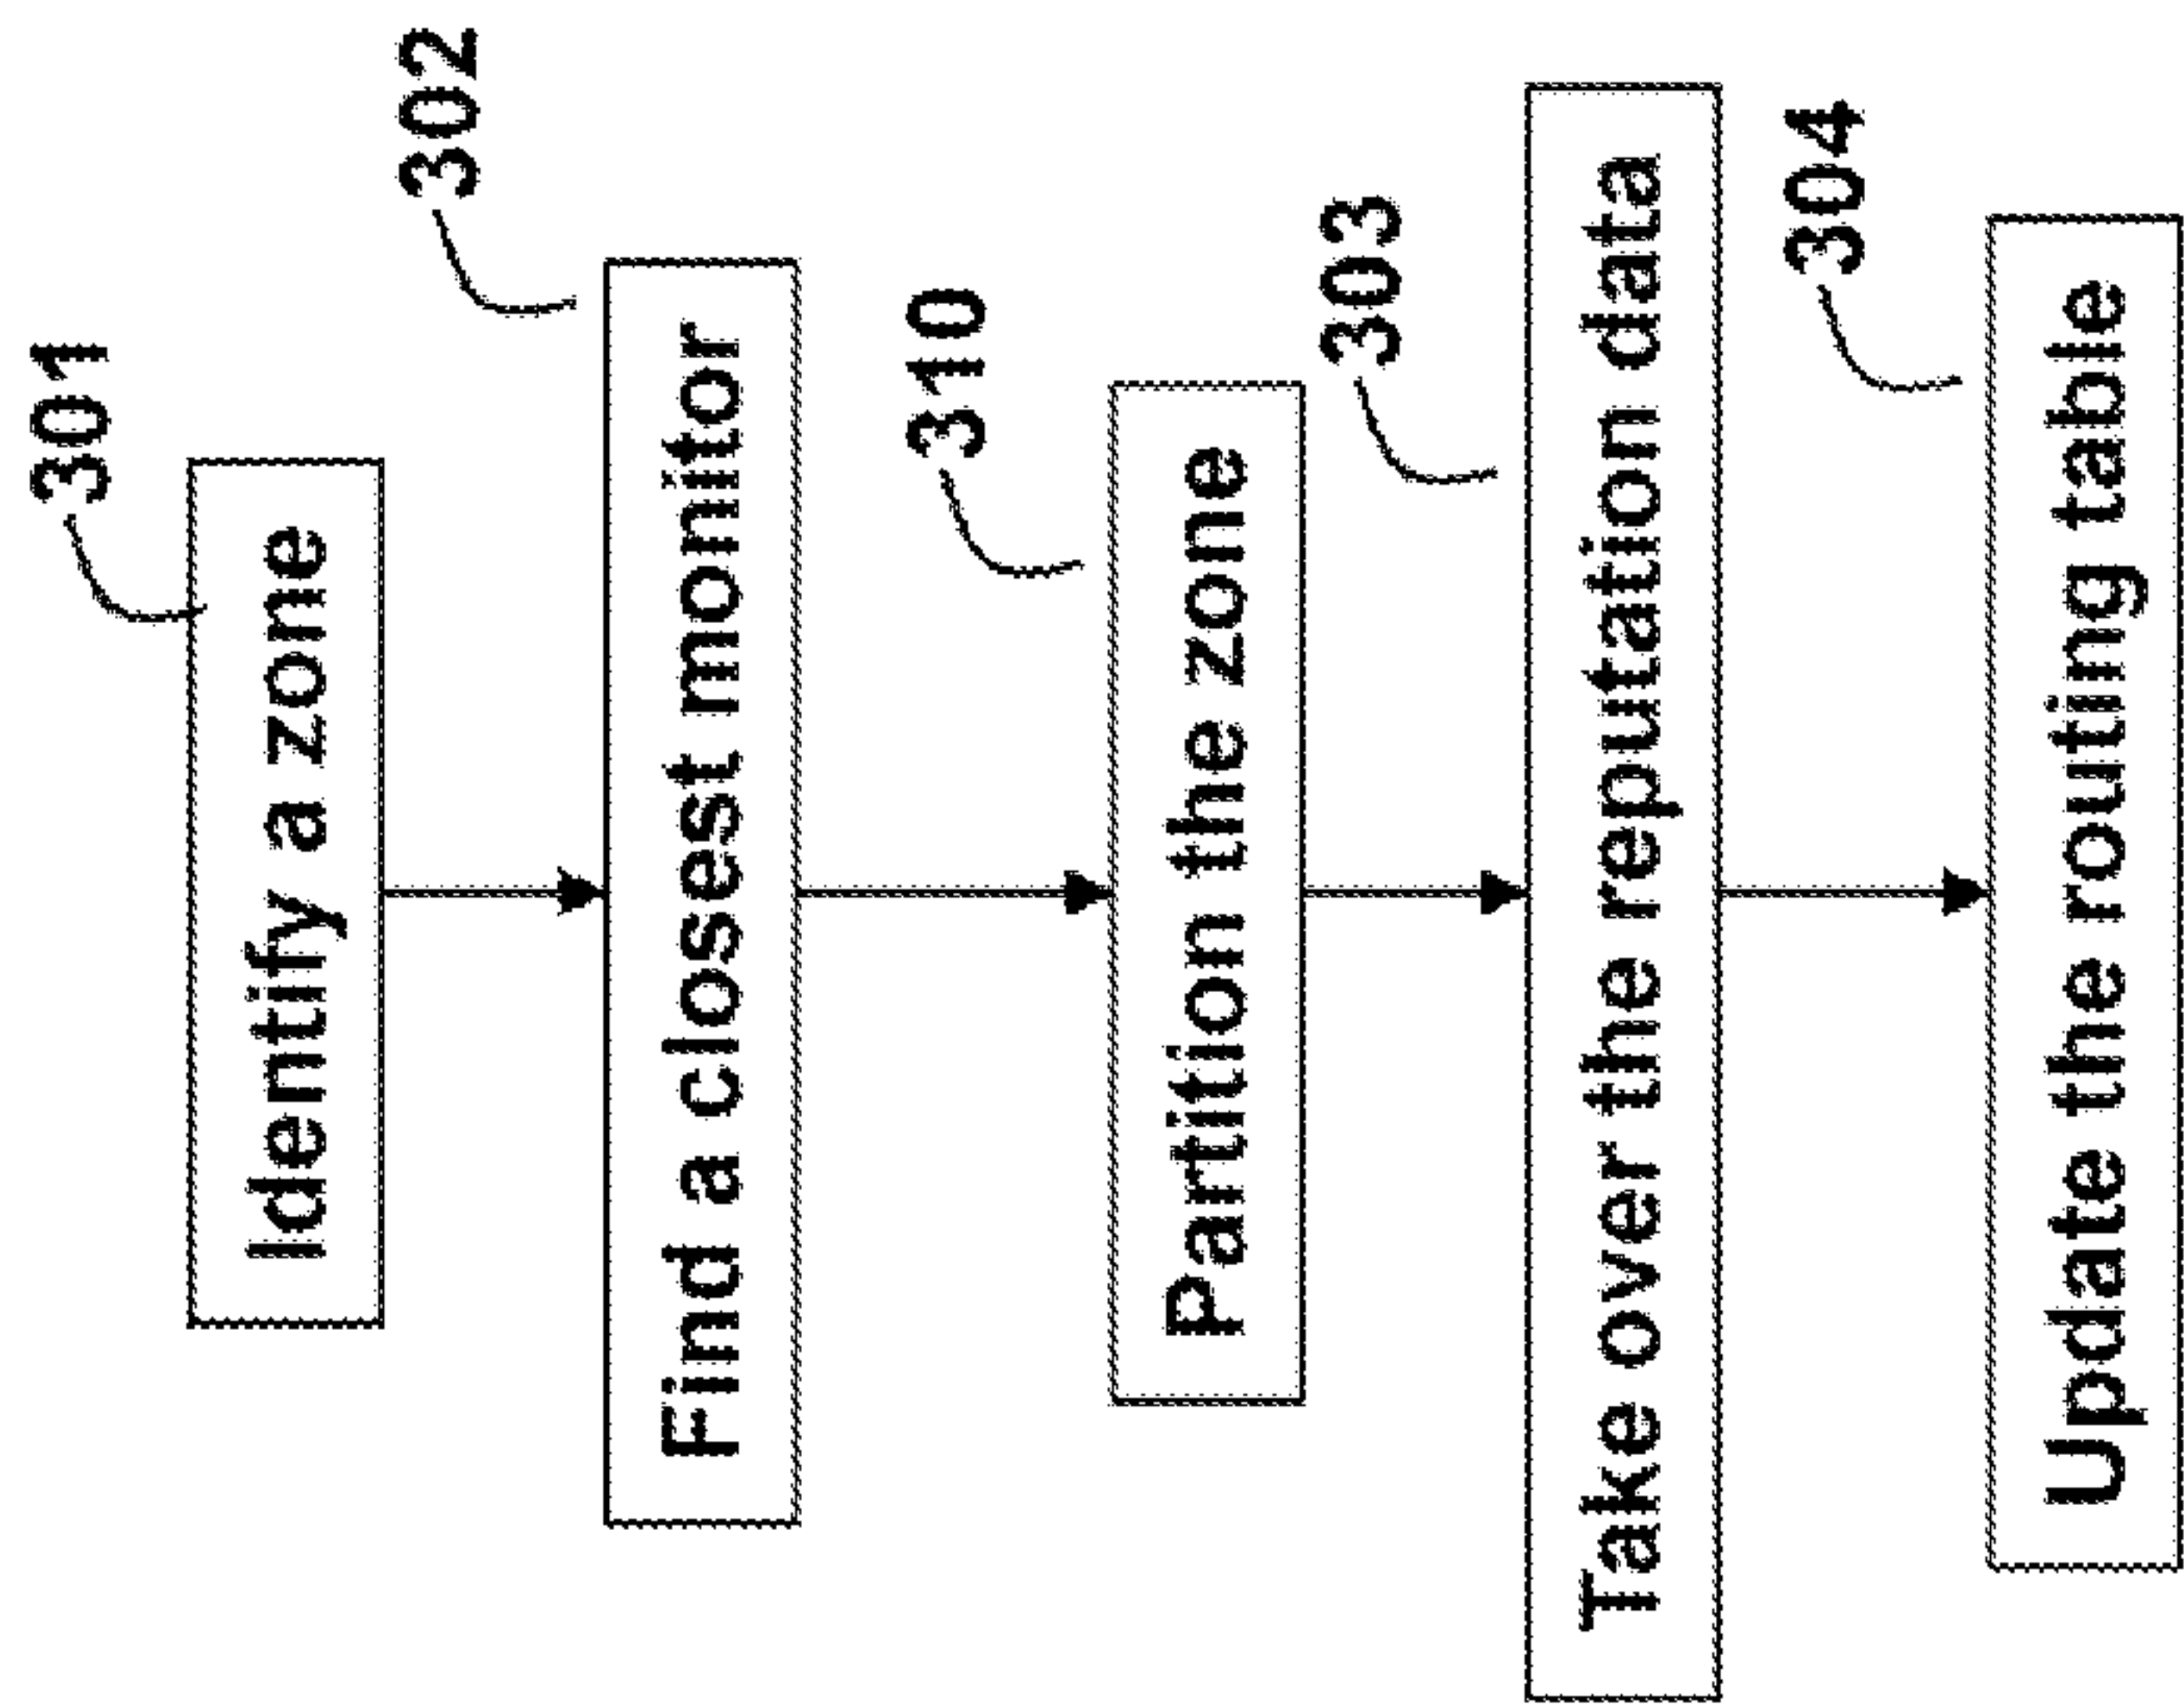 301
Identify a zone
302
Find a closest monitor
310
Partition the zone
303
Take over the reputation data
304
Update the routing table